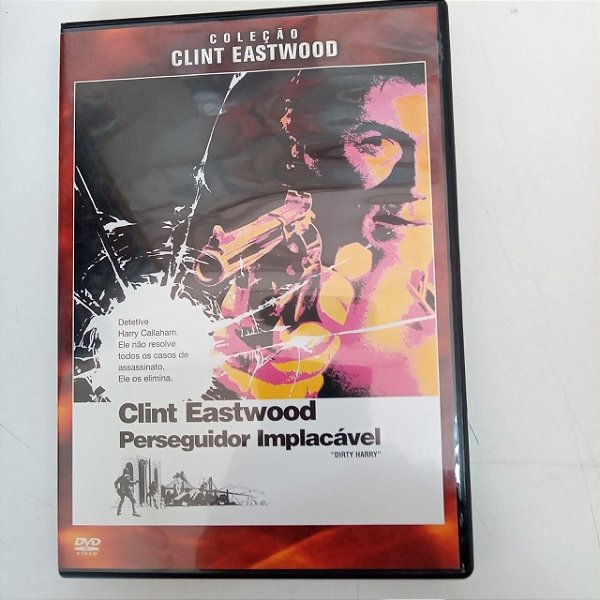 COLEÇÃO
CLINT EASTWOOD
Detetive
Harry Callaham.
Ele não resolve
todos os casos de
assassinato.
Ele os elimina.
Clint Eastwood
Perseguidor Implacável
"DIRTY HARRY"
DVD
VIDEO